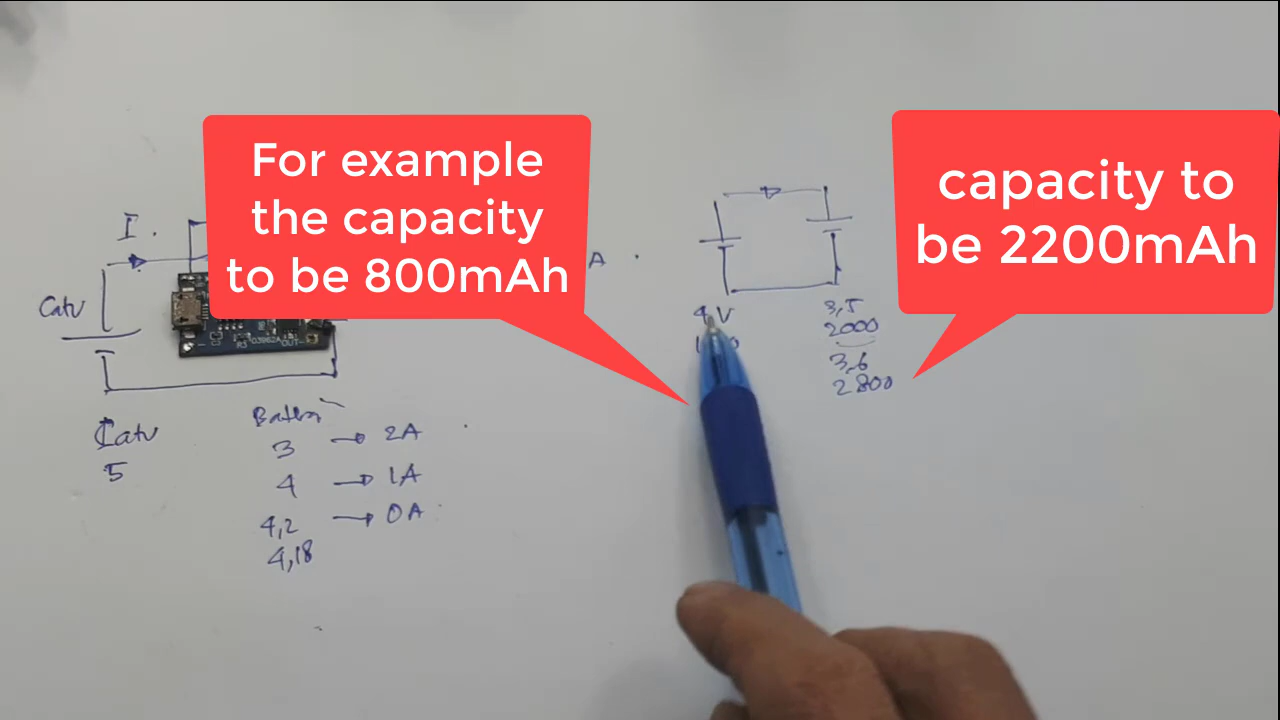 For example
the capacity
to be 800mAh
capacity to
be 2200mAh
I.
A
Catu
4V
3,5
2000
3,6
2800
Catu
5
3 → 2A
4 → 1A
4,2 → 0A
4,18
OUT-